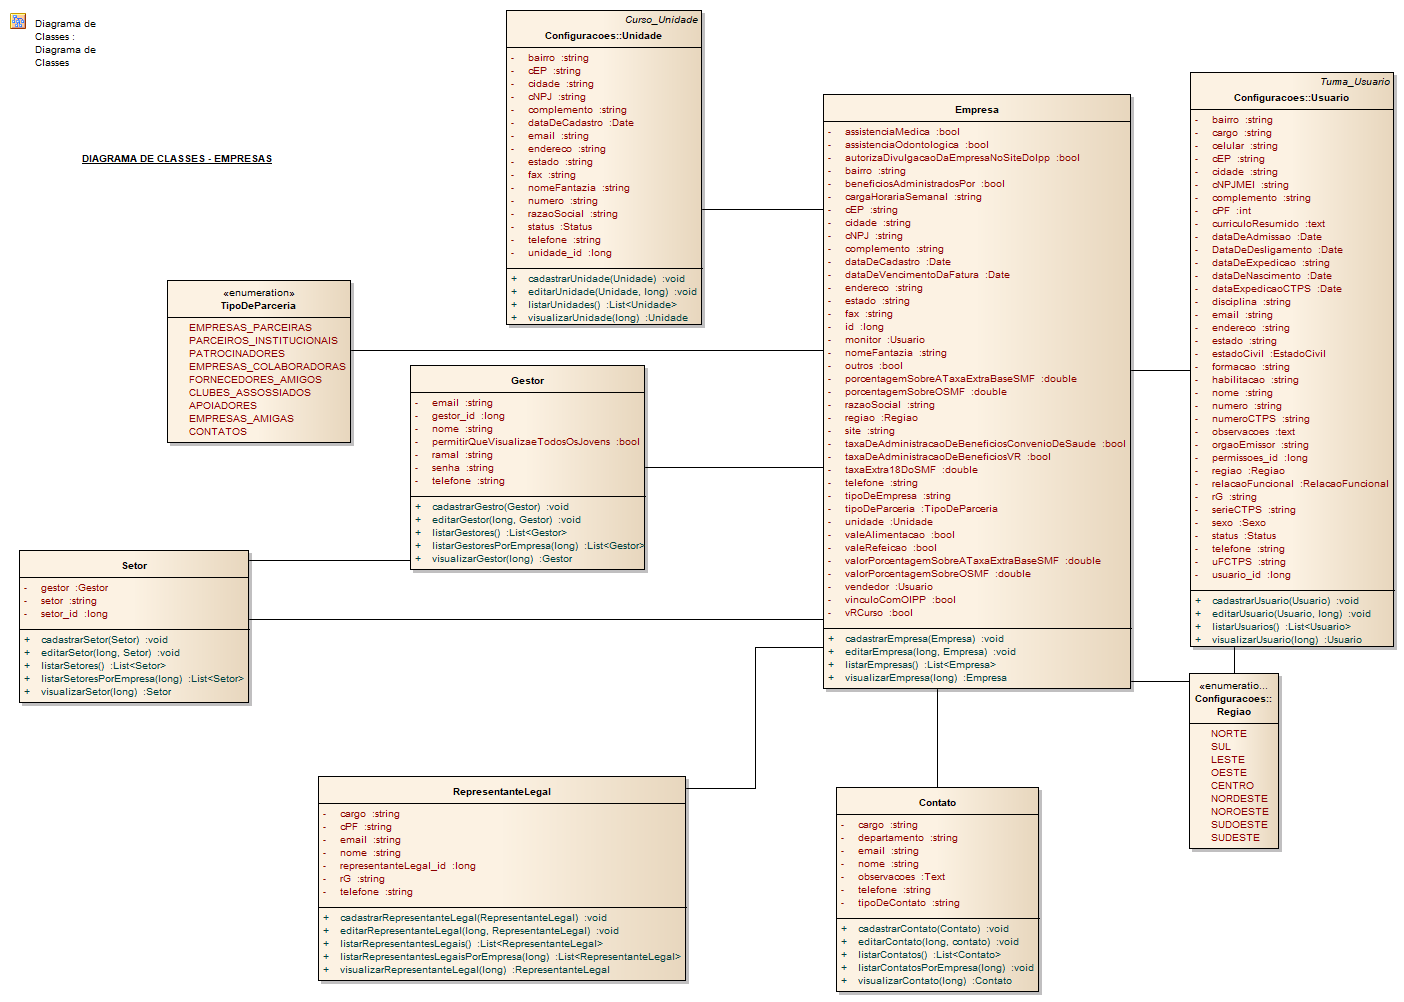 Diagrama de
Classes :
Diagrama de
Classes
DIAGRAMA DE CLASSES - EMPRESAS
Curso_Unidade
Configuracoes::Unidade
- bairro :string
- cEP :string
- cidade :string
- cNPJ :string
- complemento :string
- dataDeCadastro :Date
- email :string
- endereco :string
- estado :string
- fax :string
- nomeFantazia :string
- numero :string
- razaoSocial :string
- status :Status
- telefone :string
- unidade_id :long
+ cadastrarUnidade(Unidade) :void
+ editarUnidade(Unidade, long) :void
+ listarUnidades() :List<Unidade>
+ visualizarUnidade(long) :Unidade
Empresa
- assistenciaMedica :bool
- assistenciaOdontologica :bool
- autorizaDivulgacaoDaEmpresaNoSiteDoIpp :bool
- bairro :string
- beneficiosAdministradosPor :bool
- cargaHorariaSemanal :string
- cEP :string
- cidade :string
- cNPJ :string
- complemento :string
- dataDeCadastro :Date
- dataDeVencimentoDaFatura :Date
- endereco :string
- estado :string
- fax :string
- id :long
- monitor :Usuario
- nomeFantazia :string
- outros :bool
- porcentagemSobreATaxaExtraBaseSMF :double
- porcentagemSobreOSMF :double
- razaoSocial :string
- regiao :Regiao
- site :string
- taxaDeAdministracaoDeBeneficiosConvenioDeSaude :bool
- taxaDeAdministracaoDeBeneficiosVR :bool
- taxaExtra18DoSMF :double
- telefone :string
- tipoDeEmpresa :string
- tipoDeParceria :TipoDeParceria
- unidade :Unidade
- valeAlimentacao :bool
- valeRefeicao :bool
- valorPorcentagemSobreATaxaExtraBaseSMF :double
- valorPorcentagemSobreOSMF :double
- vendedor :Usuario
- vinculoComOIPP :bool
- vRCurso :bool
+ cadastrarEmpresa(Empresa) :void
+ editarEmpresa(long, Empresa) :void
+ listarEmpresas() :List<Empresa>
+ visualizarEmpresa(long) :Empresa
Turma_Usuario
Configuracoes::Usuario
- bairro :string
- cargo :string
- celular :string
- cEP :string
- cidade :string
- cNPJMEI :string
- complemento :string
- cPF :int
- curriculoResumido :text
- dataDeAdmissao :Date
- DataDeDesligamento :Date
- dataDeExpedicao :string
- dataDeNascimento :Date
- dataExpedicaoCTPS :Date
- disciplina :string
- email :string
- endereco :string
- estado :string
- estadoCivil :EstadoCivil
- formacao :string
- habilitacao :string
- nome :string
- numero :string
- numeroCTPS :string
- observacoes :text
- orgaoEmissor :string
- permissoes_id :long
- regiao :Regiao
- relacaoFuncional :RelacaoFuncional
- rG :string
- serieCTPS :string
- sexo :Sexo
- status :Status
- telefone :string
- uFCTPS :string
- usuario_id :long
+ cadastrarUsuario(Usuario) :void
+ editarUsuario(Usuario, long) :void
+ listarUsuarios() :List<Usuario>
+ visualizarUsuario(long) :Usuario
«enumeration»
TipoDeParceria
EMPRESAS_PARCEIRAS
PARCEIROS_INSTITUCIONAIS
PATROCINADORES
EMPRESAS_COLABORADORAS
FORNECEDORES_AMIGOS
CLUBES_ASSOSSIADOS
APOIADORES
EMPRESAS_AMIGAS
CONTATOS
Gestor
- email :string
- gestor_id :long
- nome :string
- permitirQueVisualizaeTodosOsJovens :bool
- ramal :string
- senha :string
- telefone :string
+ cadastrarGestro(Gestor) :void
+ editarGestor(long, Gestor) :void
+ listarGestores() :List<Gestor>
+ listarGestoresPorEmpresa(long) :List<Gestor>
+ visualizarGestor(long) :Gestor
Setor
- gestor :Gestor
- setor :string
- setor_id :long
+ cadastrarSetor(Setor) :void
+ editarSetor(long, Setor) :void
+ listarSetores() :List<Setor>
+ listarSetoresPorEmpresa(long) :List<Setor>
+ visualizarSetor(long) :Setor
«enumeratio...
Configuracoes::
Regiao
NORTE
SUL
LESTE
OESTE
CENTRO
NORDESTE
NOROESTE
SUDOESTE
SUDESTE
RepresentanteLegal
- cargo :string
- cPF :string
- email :string
- nome :string
- representanteLegal_id :long
- rG :string
- telefone :string
+ cadastrarRepresentanteLegal(RepresentanteLegal) :void
+ editarRepresentanteLegal(long, RepresentanteLegal) :void
+ listarRepresentantesLegais() :List<RepresentanteLegal>
+ listarRepresentantesLegaisPorEmpresa(long) :List<RepresentanteLegal>
+ visualizarRepresentanteLegal(long) :RepresentanteLegal
Contato
- cargo :string
- departamento :string
- email :string
- nome :string
- observacoes :Text
- telefone :string
- tipoDeContato :string
+ cadastrarContato(Contato) :void
+ editarContato(long, contato) :void
+ listarContatos() :List<Contato>
+ listarContatosPorEmpresa(long) :void
+ visualizarContato(long) :Contato